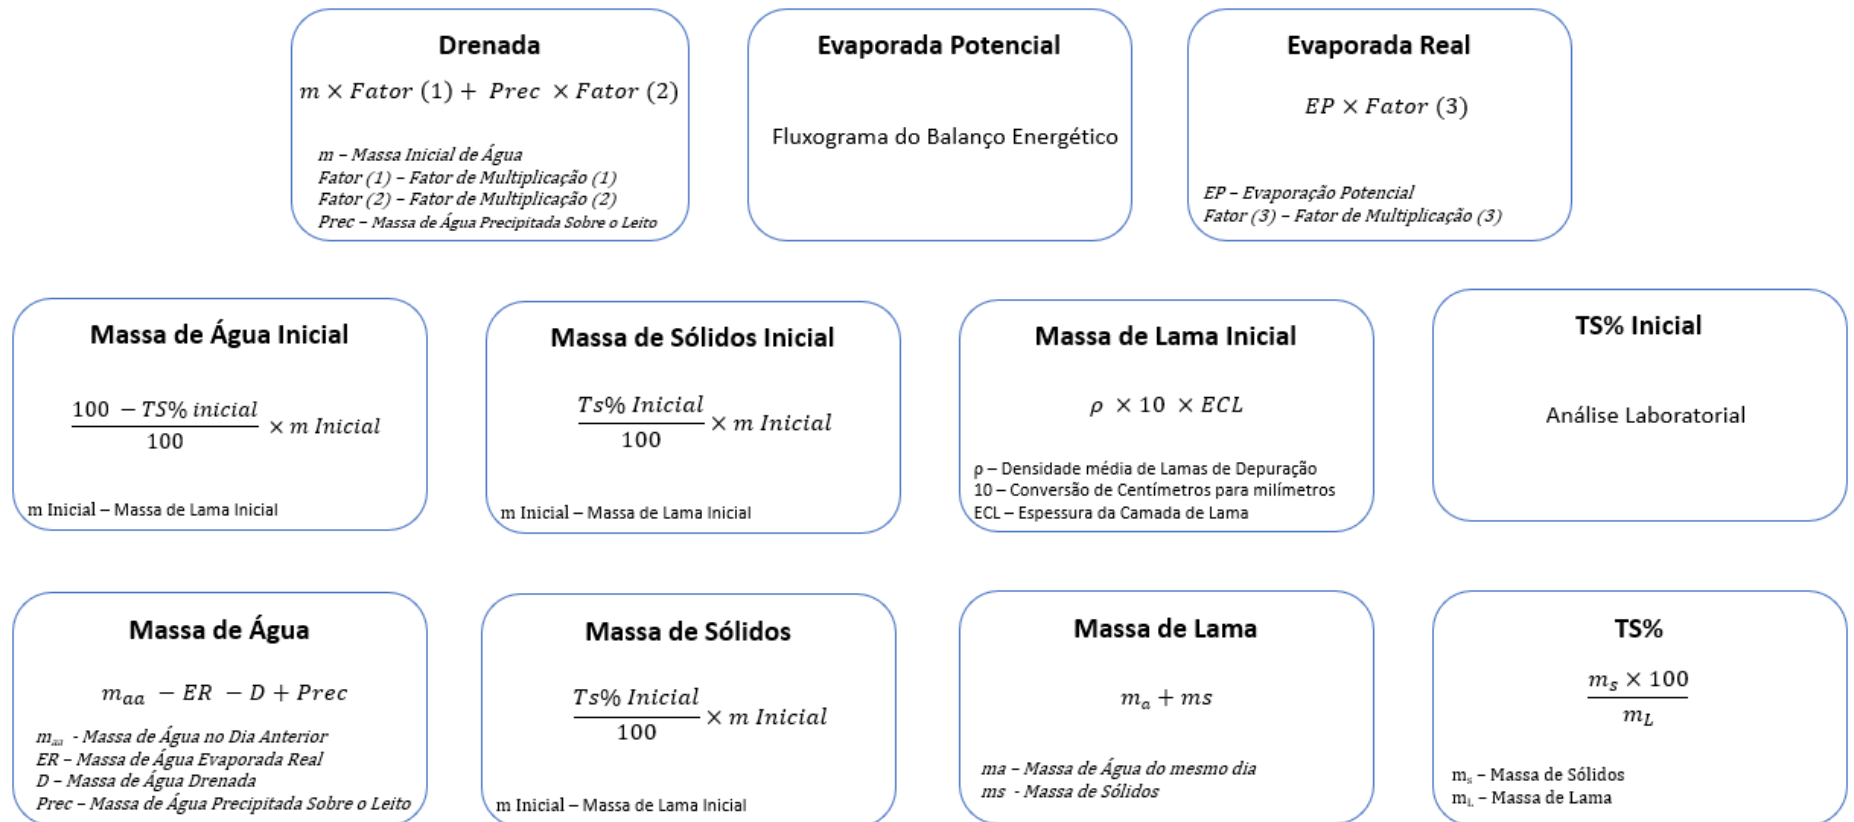 Drenada
m × Fator (1) + Prec × Fator (2)
m – Massa Inicial de Água
Fator (1) – Fator de Multiplicação (1)
Fator (2) – Fator de Multiplicação (2)
Prec – Massa de Água Precipitada Sobre o Leito
Evaporada Potencial
Fluxograma do Balanço Energético
Evaporada Real
EP × Fator (3)
EP – Evaporação Potencial
Fator (3) – Fator de Multiplicação (3)
Massa de Água Inicial
100 − TS% inicial
100
× m Inicial
m Inicial – Massa de Lama Inicial
Massa de Sólidos Inicial
Ts% Inicial
100
× m Inicial
m Inicial – Massa de Lama Inicial
Massa de Lama Inicial
ρ × 10 × ECL
ρ – Densidade média de Lamas de Depuração
10 – Conversão de Centímetros para milímetros
ECL – Espessura da Camada de Lama
TS% Inicial
Análise Laboratorial
Massa de Água
m_aa − ER − D + Prec
m_aa - Massa de Água no Dia Anterior
ER – Massa de Água Evaporada Real
D – Massa de Água Drenada
Prec – Massa de Água Precipitada Sobre o Leito
Massa de Sólidos
Ts% Inicial
100
× m Inicial
m Inicial – Massa de Lama Inicial
Massa de Lama
m_a + ms
ma – Massa de Água do mesmo dia
ms - Massa de Sólidos
TS%
m_s × 100
m_L
m_s – Massa de Sólidos
m_L – Massa de Lama